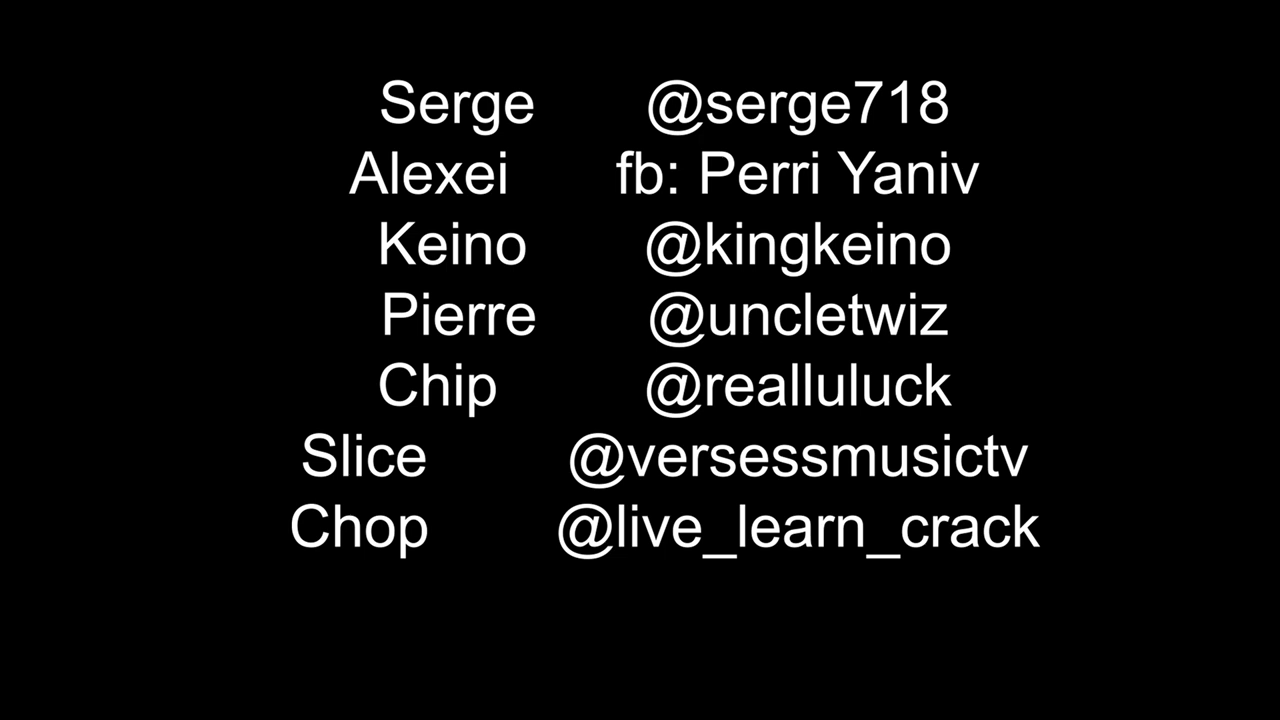 Serge @serge718
Alexei fb: Perri Yaniv
Keino @kingkeino
Pierre @uncletwiz
Chip @realluluck
Slice @versessmusictv
Chop @live_learn_crack